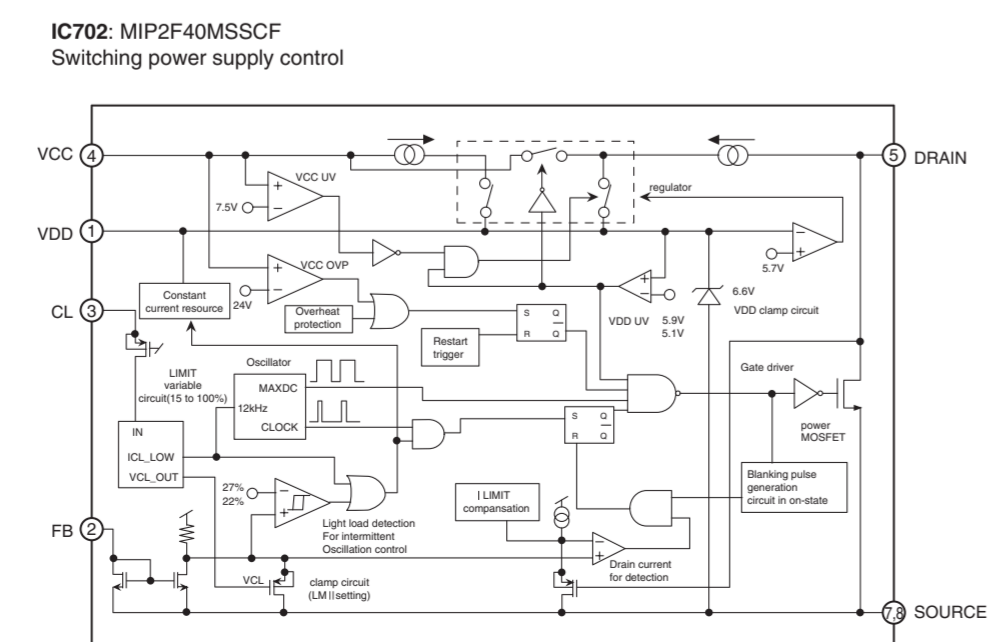 IC702: MIP2F40MSSCF
Switching power supply control
VCC 4
5 DRAIN
VCC UV
+
−
7.5V
regulator
VDD 1
−
+
5.7V
VCC OVP
+
−
24V
Constant
current resource
+
−
VDD UV
5.9V
5.1V
6.6V
VDD clamp circuit
CL 3
Overheat
protection
S Q
R Q
Restart
trigger
LIMIT
variable
circuit(15 to 100%)
Oscillator
MAXDC
12kHz
CLOCK
Gate driver
power
MOSFET
S Q
R Q
IN
ICL_LOW
VCL_OUT
27%
22%
−
+
Light load detection
For intermittent
Oscillation control
I LIMIT
compansation
Blanking pulse
generation
circuit in on-state
FB 2
−
+
Drain current
for detection
VCL
clamp circuit
(LM||setting)
7,8 SOURCE